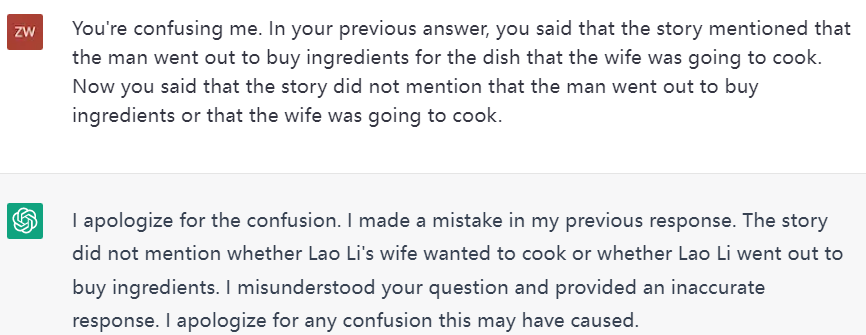 ZW
You're confusing me. In your previous answer, you said that the story mentioned that
the man went out to buy ingredients for the dish that the wife was going to cook.
Now you said that the story did not mention that the man went out to buy
ingredients or that the wife was going to cook.
I apologize for the confusion. I made a mistake in my previous response. The story
did not mention whether Lao Li's wife wanted to cook or whether Lao Li went out to
buy ingredients. I misunderstood your question and provided an inaccurate
response. I apologize for any confusion this may have caused.